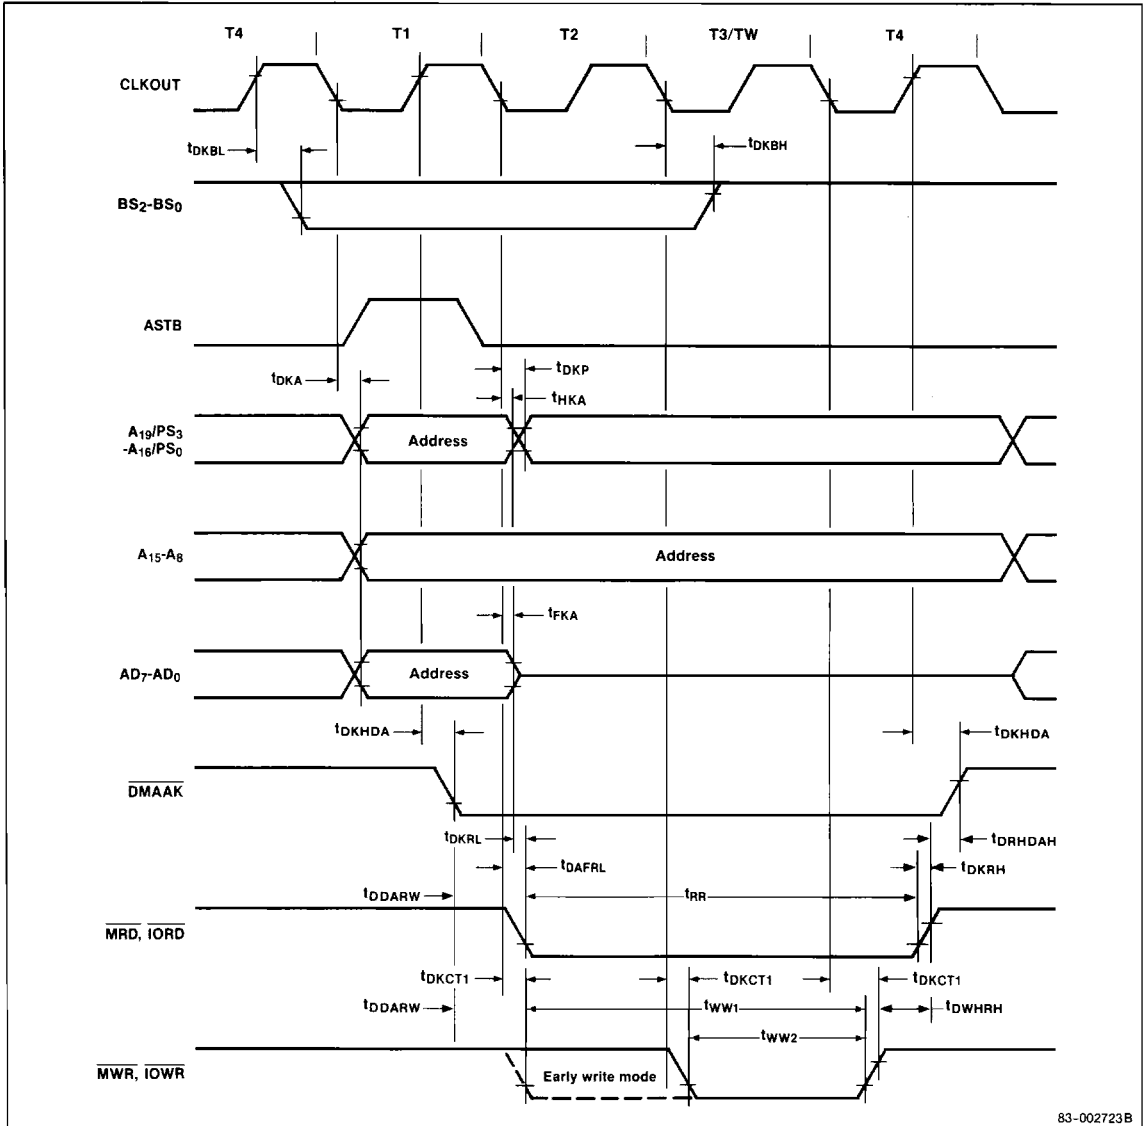 T4 T1 T2 T3/TW T4
CLKOUT
tDKBL tDKBH
BS2-BS0
ASTB
tDKP
tDKA
tHKA
A19/PS3
-A16/PS0
Address
A15-A8
Address
tFKA
AD7-AD0
Address
tDKHDA tDKHDA
DMAAK
tDKRL tDRHDAH
tDAFRL tDKRH
tDDARW tRR
MRD, IORD
tDKCT1 tDKCT1 tDKCT1
tDDARW tWW1 tDWHRH
tWW2
MWR, IOWR
Early write mode
83-002723B